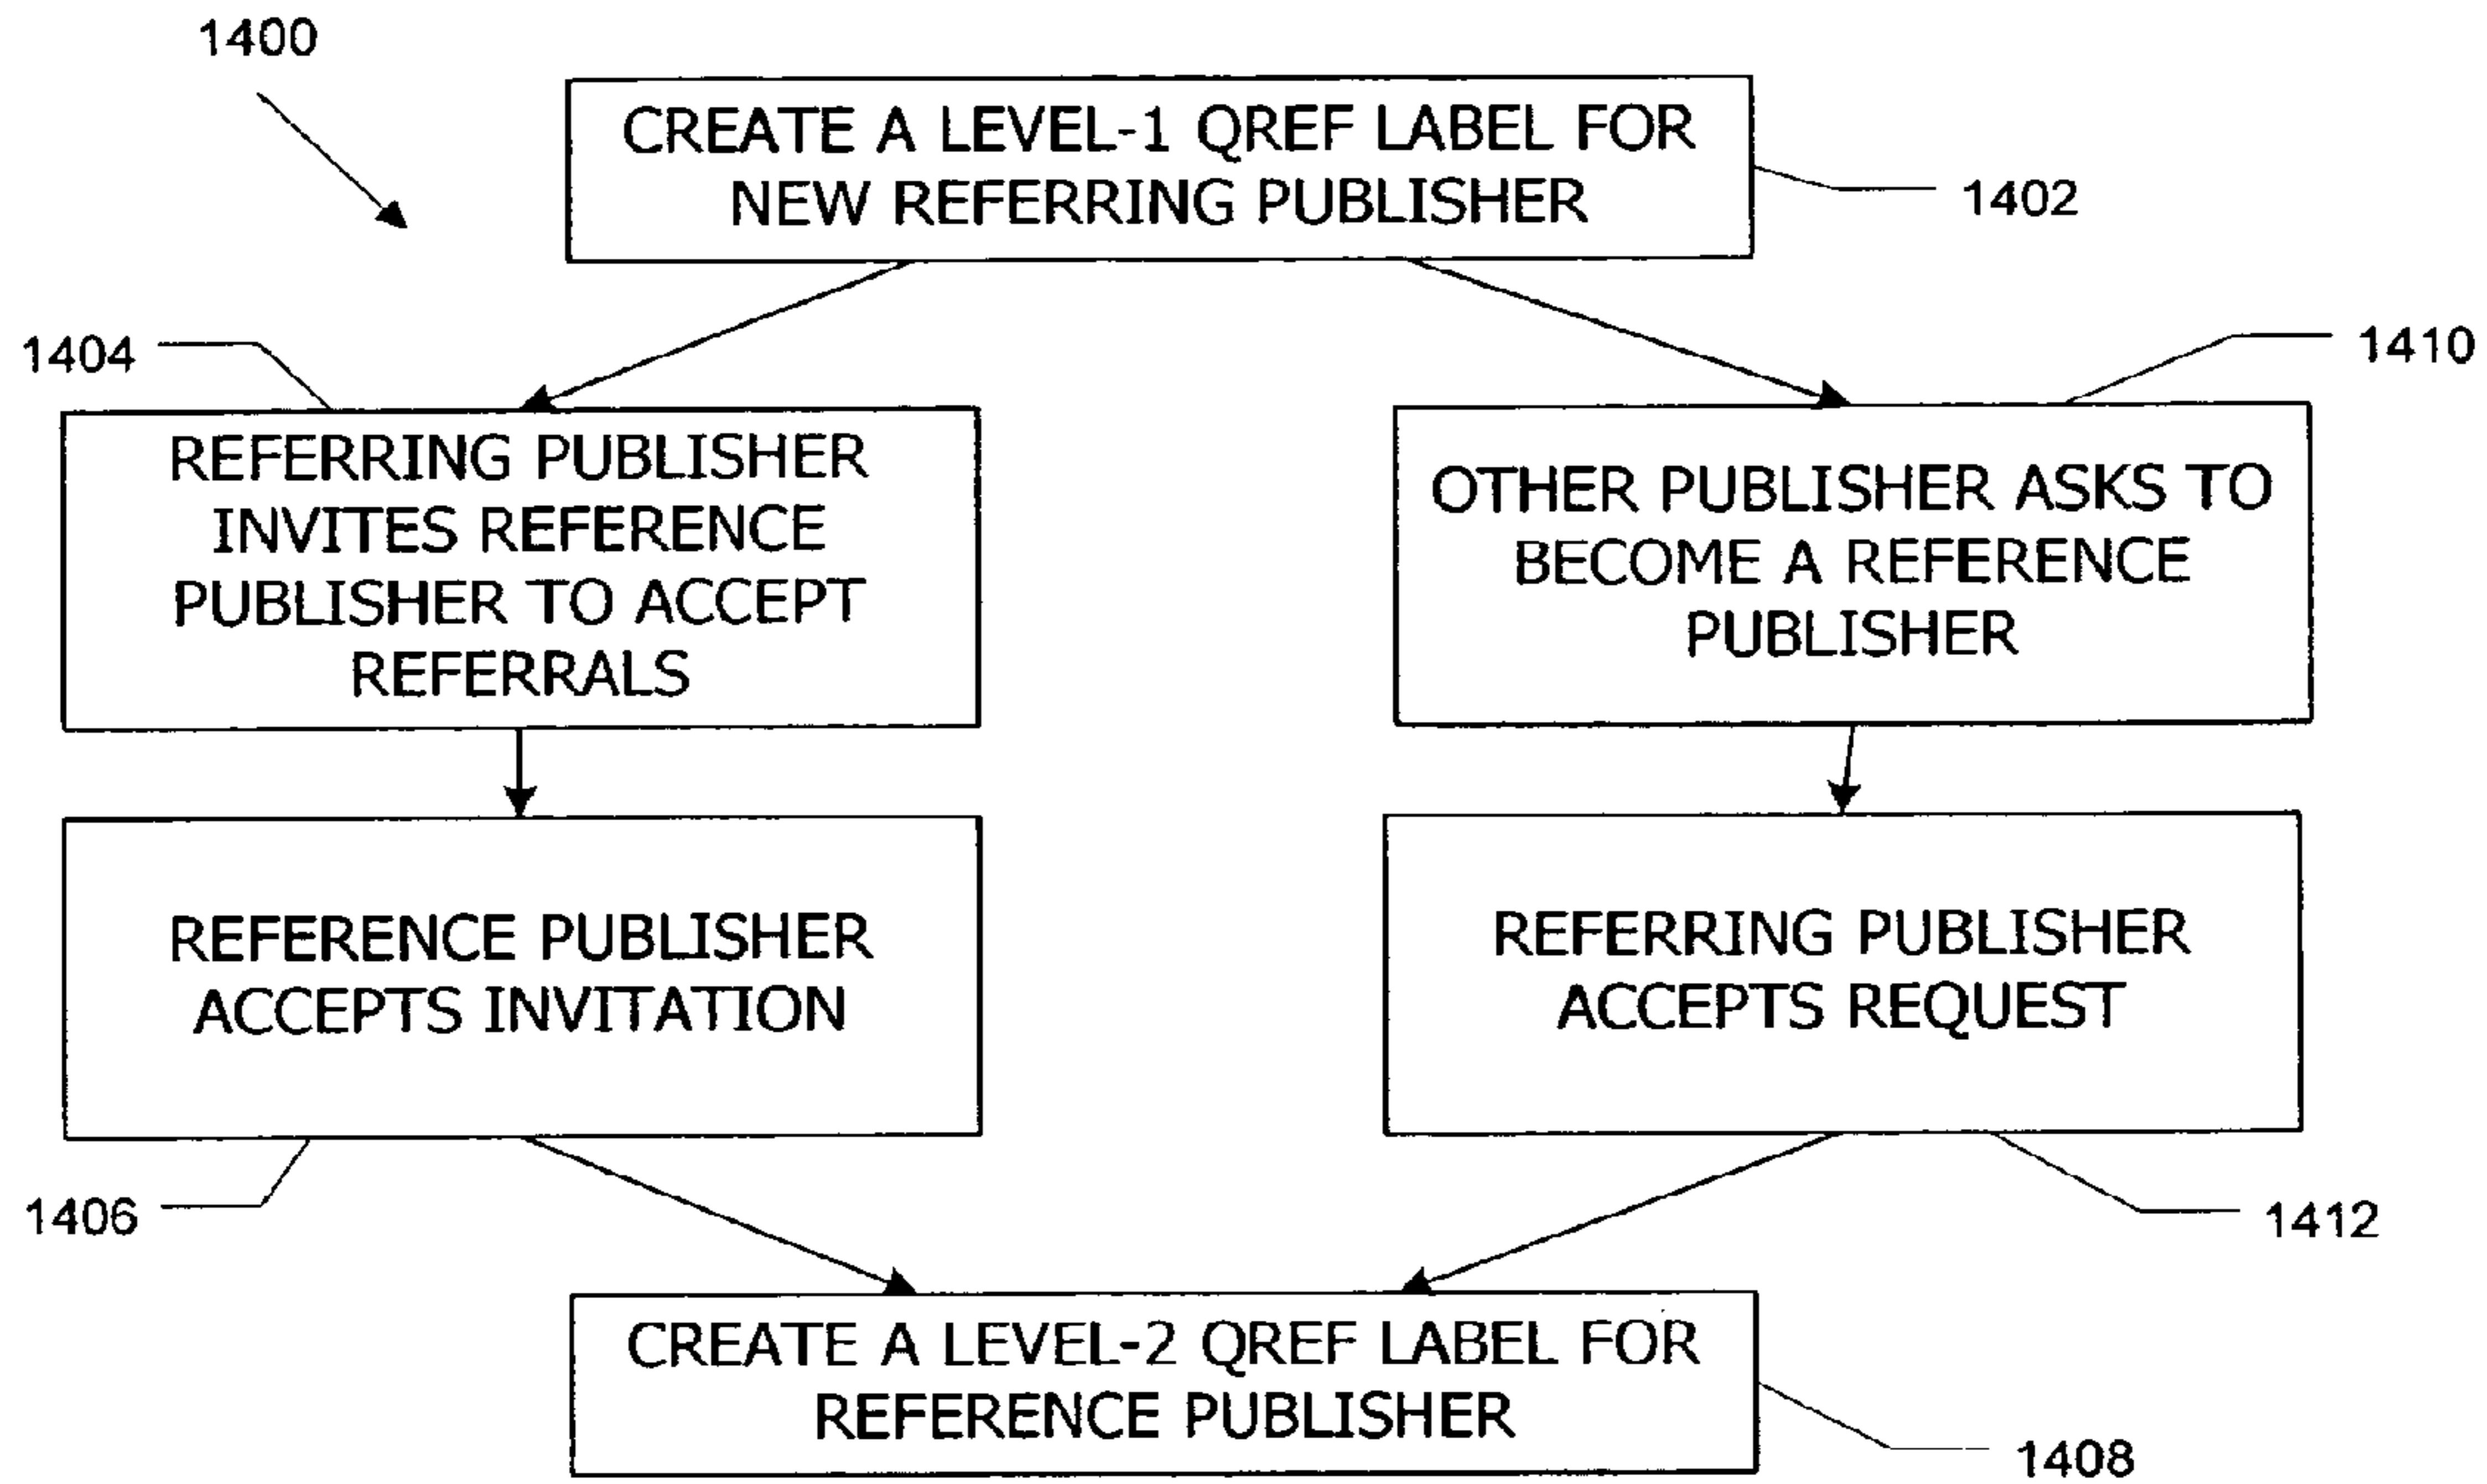 1400
CREATE A LEVEL-1 QREF LABEL FOR
NEW REFERRING PUBLISHER
1402
1404
REFERRING PUBLISHER
INVITES REFERENCE
PUBLISHER TO ACCEPT
REFERRALS
1410
OTHER PUBLISHER ASKS TO
BECOME A REFERENCE
PUBLISHER
REFERENCE PUBLISHER
ACCEPTS INVITATION
1406
REFERRING PUBLISHER
ACCEPTS REQUEST
1412
CREATE A LEVEL-2 QREF LABEL FOR
REFERENCE PUBLISHER
1408